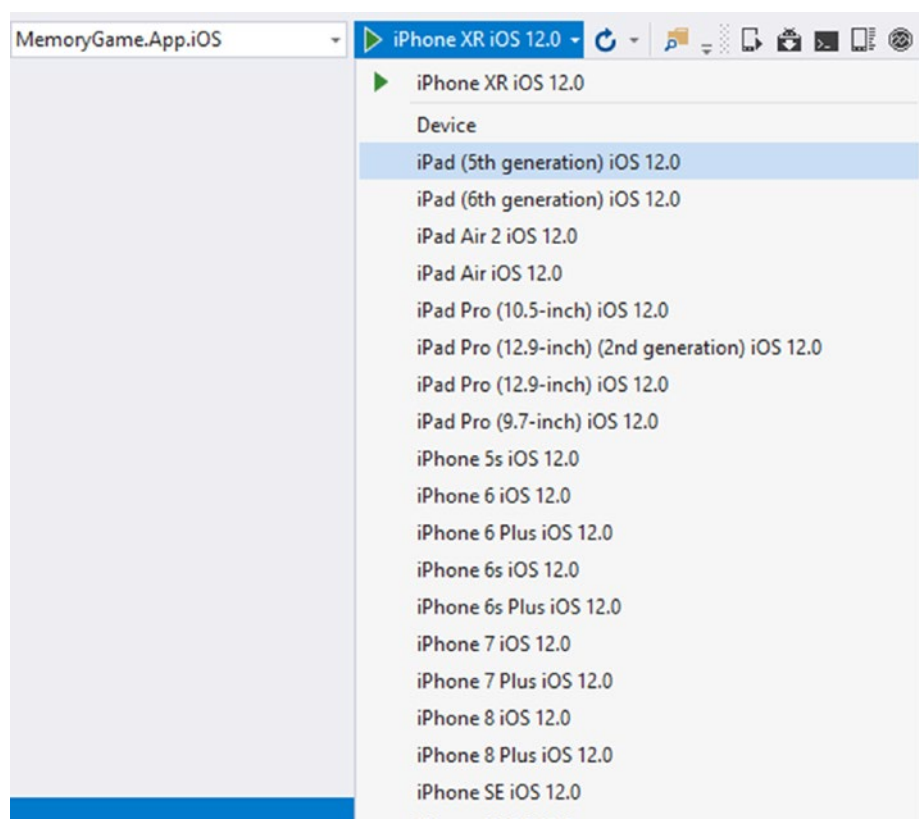 MemoryGame.App.iOS
iPhone XR iOS 12.0
iPhone XR iOS 12.0
Device
iPad (5th generation) iOS 12.0
iPad (6th generation) iOS 12.0
iPad Air 2 iOS 12.0
iPad Air iOS 12.0
iPad Pro (10.5-inch) iOS 12.0
iPad Pro (12.9-inch) (2nd generation) iOS 12.0
iPad Pro (12.9-inch) iOS 12.0
iPad Pro (9.7-inch) iOS 12.0
iPhone 5s iOS 12.0
iPhone 6 iOS 12.0
iPhone 6 Plus iOS 12.0
iPhone 6s iOS 12.0
iPhone 6s Plus iOS 12.0
iPhone 7 iOS 12.0
iPhone 7 Plus iOS 12.0
iPhone 8 iOS 12.0
iPhone 8 Plus iOS 12.0
iPhone SE iOS 12.0